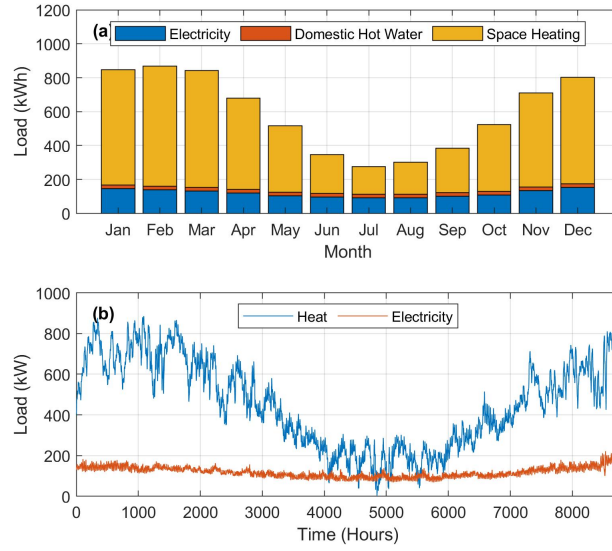 1200
(a)
Electricity Domestic Hot Water Space Heating
1000
800
600
400
200
0
Load (kWh)
Jan Feb Mar Apr May Jun Jul Aug Sep Oct Nov Dec
Month
1000
(b)
Heat Electricity
800
600
400
200
0
Load (kW)
0 1000 2000 3000 4000 5000 6000 7000 8000
Time (Hours)